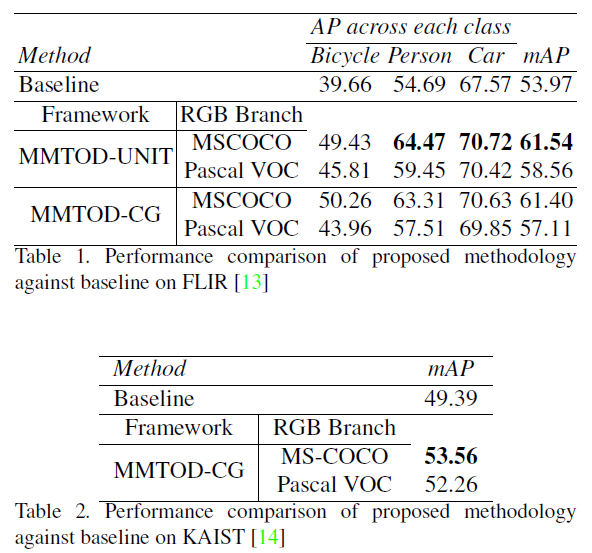 AP across each class
Method Bicycle Person Car mAP
Baseline 39.66 54.69 67.57 53.97
Framework RGB Branch
MMTOD-UNIT MSCOCO 49.43 64.47 70.72 61.54
Pascal VOC 45.81 59.45 70.42 58.56
MMTOD-CG MSCOCO 50.26 63.31 70.63 61.40
Pascal VOC 43.96 57.51 69.85 57.11
Table 1. Performance comparison of proposed methodology
against baseline on FLIR [13]
Method mAP
Baseline 49.39
Framework RGB Branch
MMTOD-CG MS-COCO 53.56
Pascal VOC 52.26
Table 2. Performance comparison of proposed methodology
against baseline on KAIST [14]